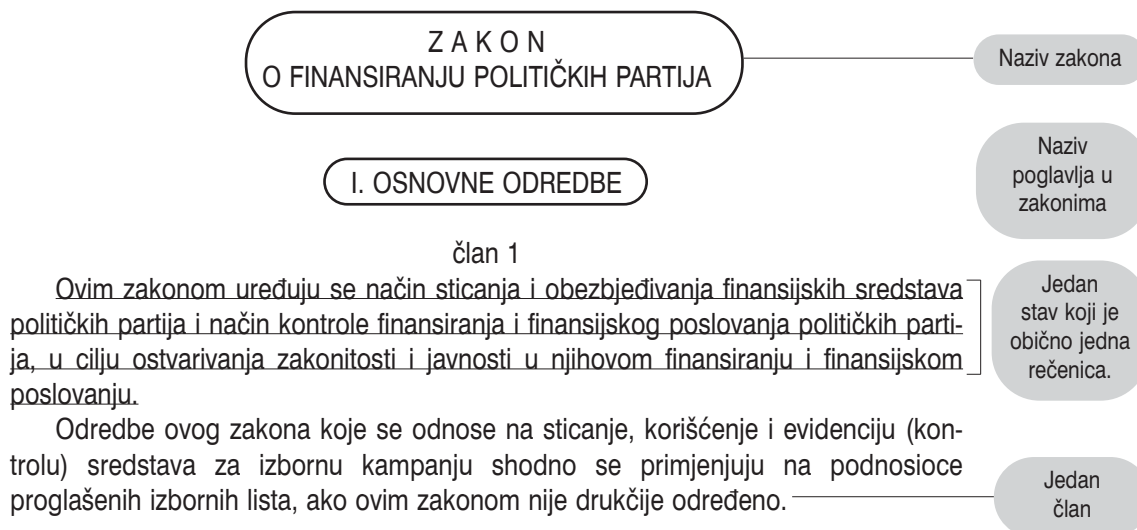 Z A K O N
O FINANSIRANJU POLITIČKIH PARTIJA
Naziv zakona
I. OSNOVNE ODREDBE
Naziv
poglavlja u
zakonima
član 1
Ovim zakonom uređuju se način sticanja i obezbjeđivanja finansijskih sredstava
političkih partija i način kontrole finansiranja i finansijskog poslovanja političkih parti-
ja, u cilju ostvarivanja zakonitosti i javnosti u njihovom finansiranju i finansijskom
poslovanju.
Jedan
stav koji je
obično jedna
rečenica.
Odredbe ovog zakona koje se odnose na sticanje, korišćenje i evidenciju (kon-
trolu) sredstava za izbornu kampanju shodno se primjenjuju na podnosioce
proglašenih izbornih lista, ako ovim zakonom nije drukčije određeno.
Jedan
član